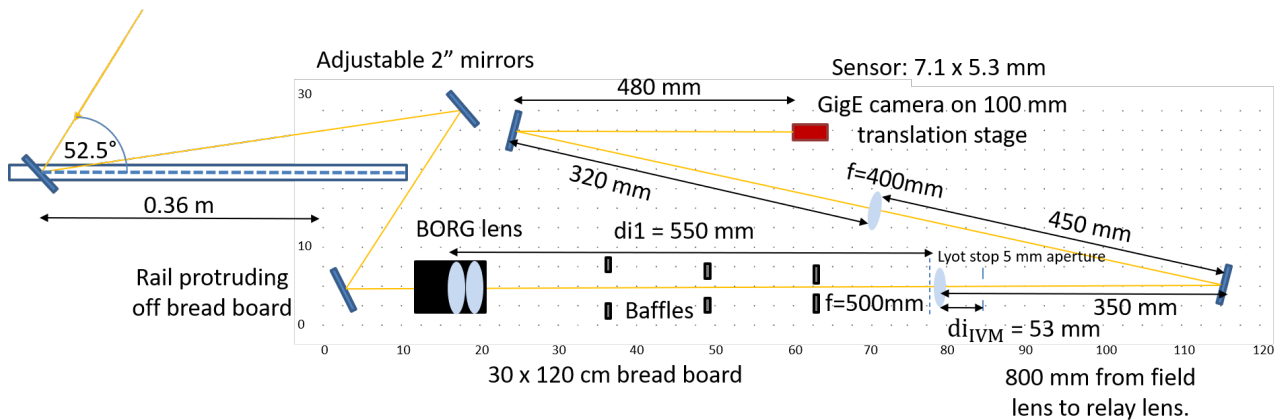 Adjustable 2” mirrors
Sensor: 7.1 x 5.3 mm
480 mm
GigE camera on 100 mm
translation stage
30
52.5°
320 mm
f=400mm
450 mm
0.36 m
BORG lens
di1 = 550 mm
Lyot stop 5 mm aperture
10
Rail protruding
off bread board
Baffles
f=500mm
350 mm
0
di_IVM = 53 mm
0 10 20 30 40 50 60 70 80 90 100 110 120
30 x 120 cm bread board
800 mm from field
lens to relay lens.